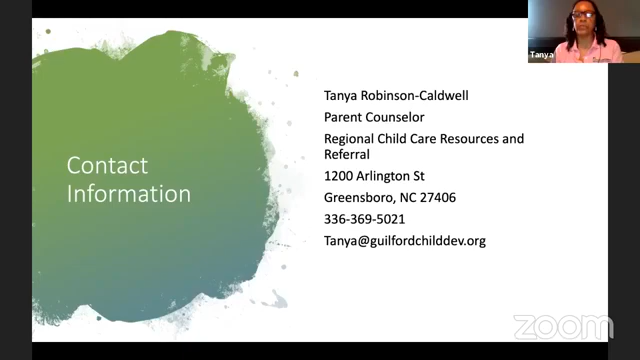 Tanya
Contact
Information
Tanya Robinson-Caldwell
Parent Counselor
Regional Child Care Resources and
Referral
1200 Arlington St
Greensboro, NC 27406
336-369-5021
Tanya@guilfordchilddev.org
zoom